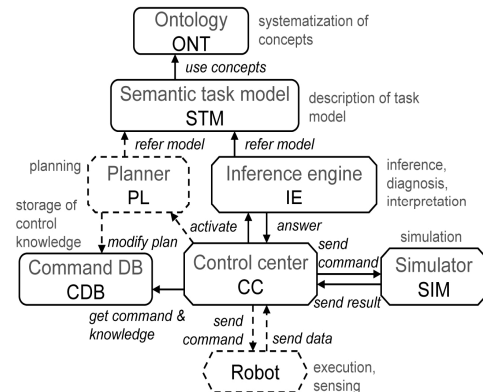 Ontology
ONT
systematization of
concepts
use concepts
Semantic task model
STM
description of task
model
refer model
refer model
planning
Planner
PL
Inference engine
IE
inference,
diagnosis,
interpretation
storage of
control
knowledge
modify plan
activate
answer
simulation
Command DB
CDB
Control center
CC
send
command
Simulator
SIM
send result
get command &
knowledge
send
command
send data
Robot
execution,
sensing